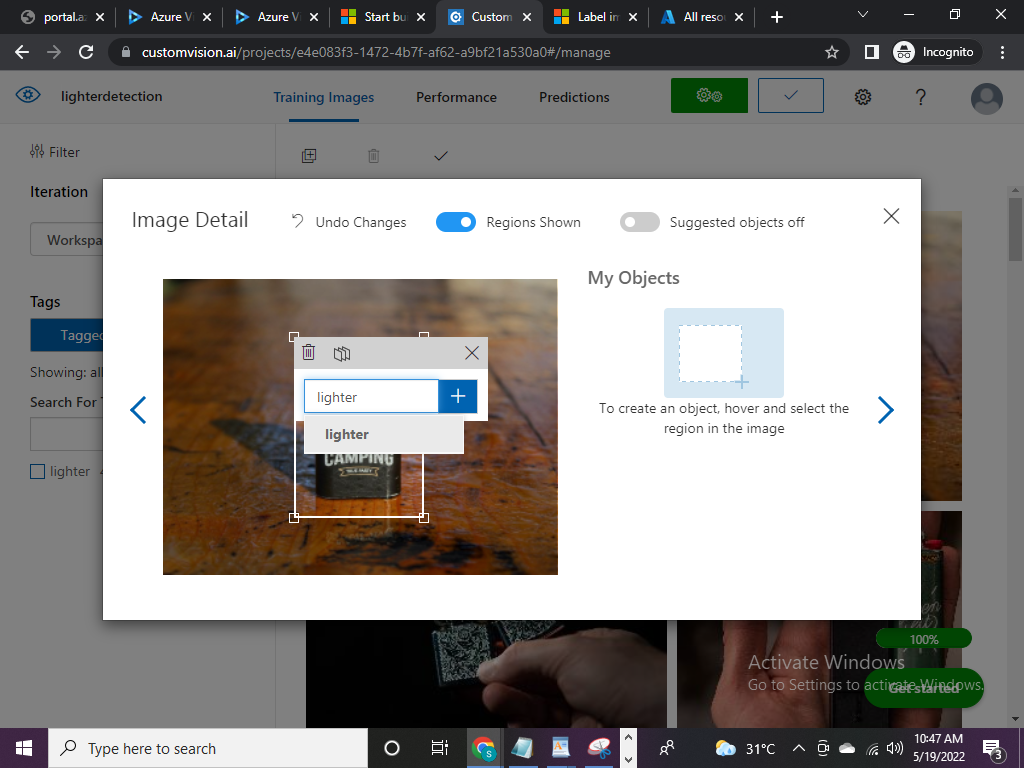 portal.a
Azure V
Azure V
Start bu
Custom
Label im
All reso
customvision.ai/projects/e4e083f3-1472-4b7f-af62-a9bf21a530a0#/manage
Incognito
lighterdetection
Training Images
Performance
Predictions
Filter
Iteration
Workspa
Tags
Tagged
Showing: all
Search For T
lighter
Image Detail
Undo Changes
Regions Shown
Suggested objects off
My Objects
To create an object, hover and select the
region in the image
lighter
lighter
CAMPING
100%
Activate Windows
Go to Settings to activate Windows.
Get started
Type here to search
31°C
10:47 AM
5/19/2022
3